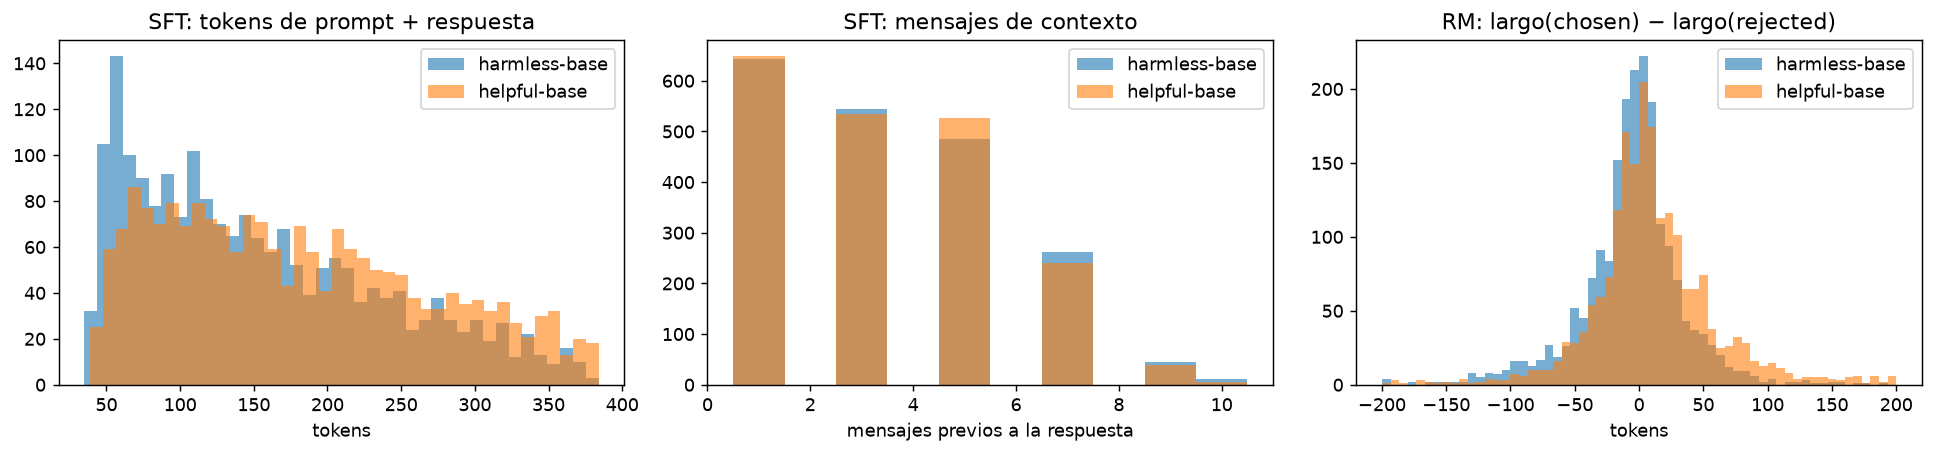 SFT: tokens de prompt + respuesta
140
120
100
80
60
40
20
0
50 100 150 200 250 300 350 400
tokens
harmless-base
helpful-base
SFT: mensajes de contexto
600
500
400
300
200
100
0
0 2 4 6 8 10
mensajes previos a la respuesta
harmless-base
helpful-base
RM: largo(chosen) − largo(rejected)
200
150
100
50
0
−200 −150 −100 −50 0 50 100 150 200
tokens
harmless-base
helpful-base